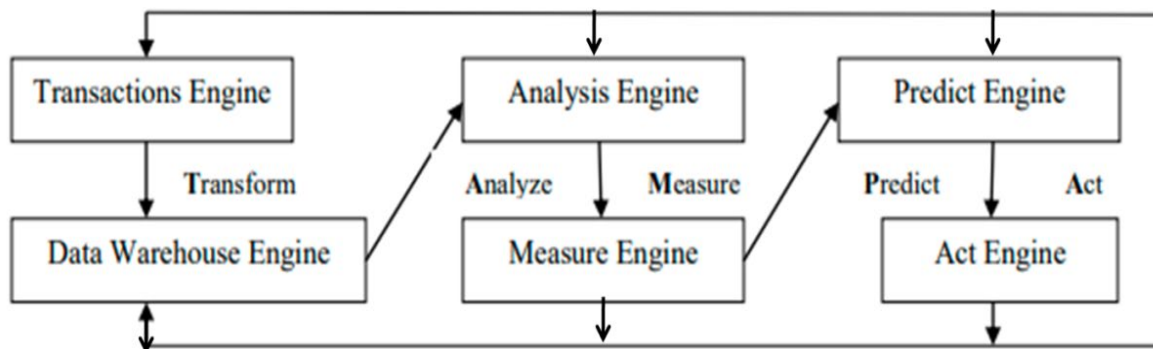 Transactions Engine
Analysis Engine
Predict Engine
Transform
Analyze
Measure
Predict
Act
Data Warehouse Engine
Measure Engine
Act Engine